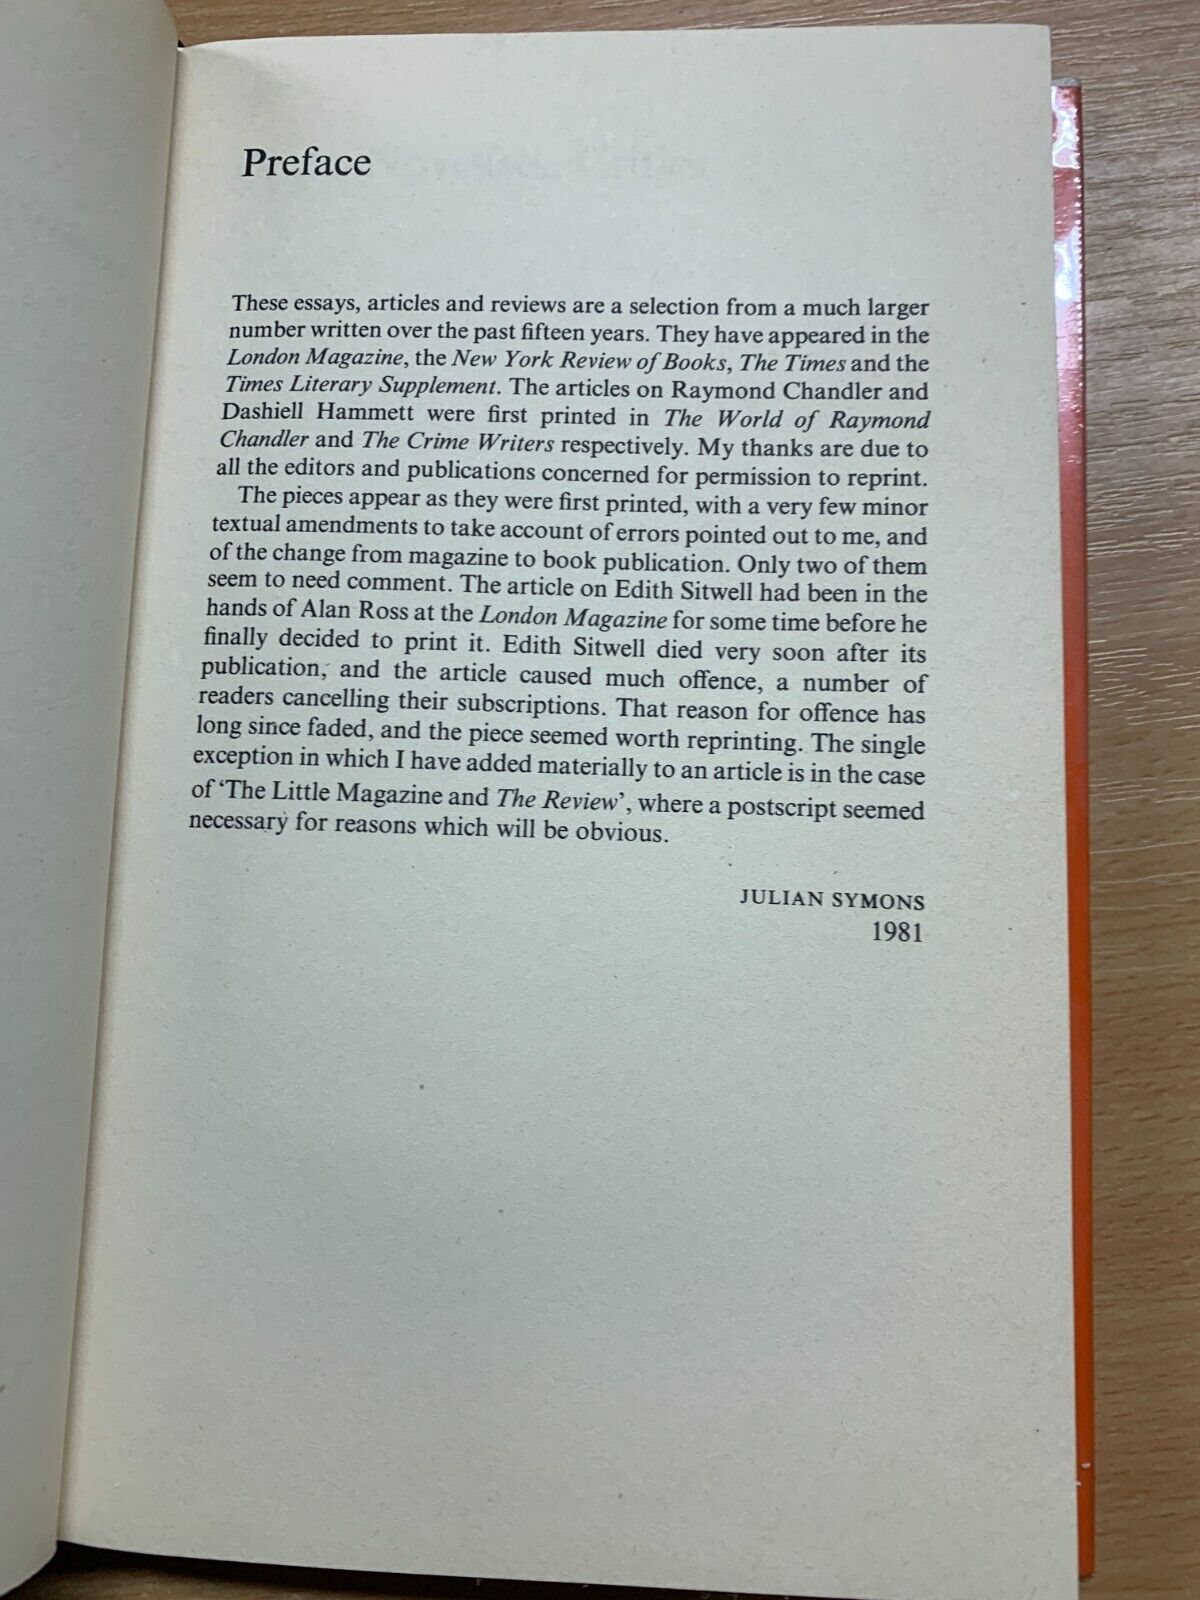 Preface
These essays, articles and reviews are a selection from a much larger
number written over the past fifteen years. They have appeared in the
London Magazine, the New York Review of Books, The Times and the
Times Literary Supplement. The articles on Raymond Chandler and
Dashiell Hammett were first printed in The World of Raymond
Chandler and The Crime Writers respectively. My thanks are due to
all the editors and publications concerned for permission to reprint.
The pieces appear as they were first printed, with a very few minor
textual amendments to take account of errors pointed out to me, and
of the change from magazine to book publication. Only two of them
seem to need comment. The article on Edith Sitwell had been in the
hands of Alan Ross at the London Magazine for some time before he
finally decided to print it. Edith Sitwell died very soon after its
publication, and the article caused much offence, a number of
readers cancelling their subscriptions. That reason for offence has
long since faded, and the piece seemed worth reprinting. The single
exception in which I have added materially to an article is in the case
of ‘The Little Magazine and The Review’, where a postscript seemed
necessary for reasons which will be obvious.
JULIAN SYMONS
1981